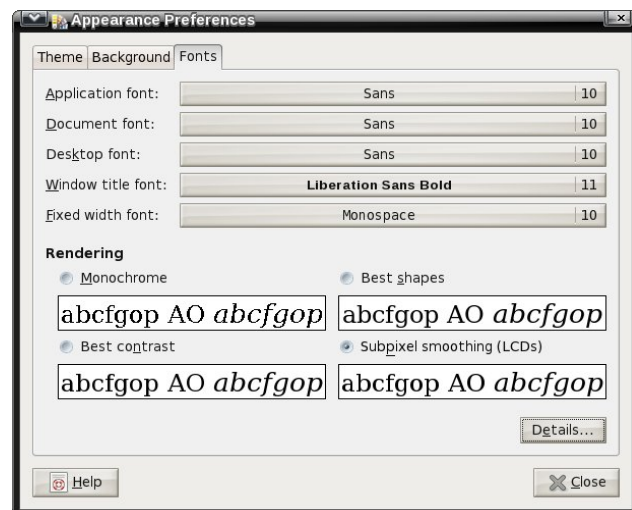 Appearance Preferences
Theme Background Fonts
Application font: Sans 10
Document font: Sans 10
Desktop font: Sans 10
Window title font: Liberation Sans Bold 11
Fixed width font: Monospace 10
Rendering
Monochrome Best shapes
abcfgop AO abcfgop abcfgop AO abcfgop
Best contrast Subpixel smoothing (LCDs)
abcfgop AO abcfgop abcfgop AO abcfgop
Details...
Help Close